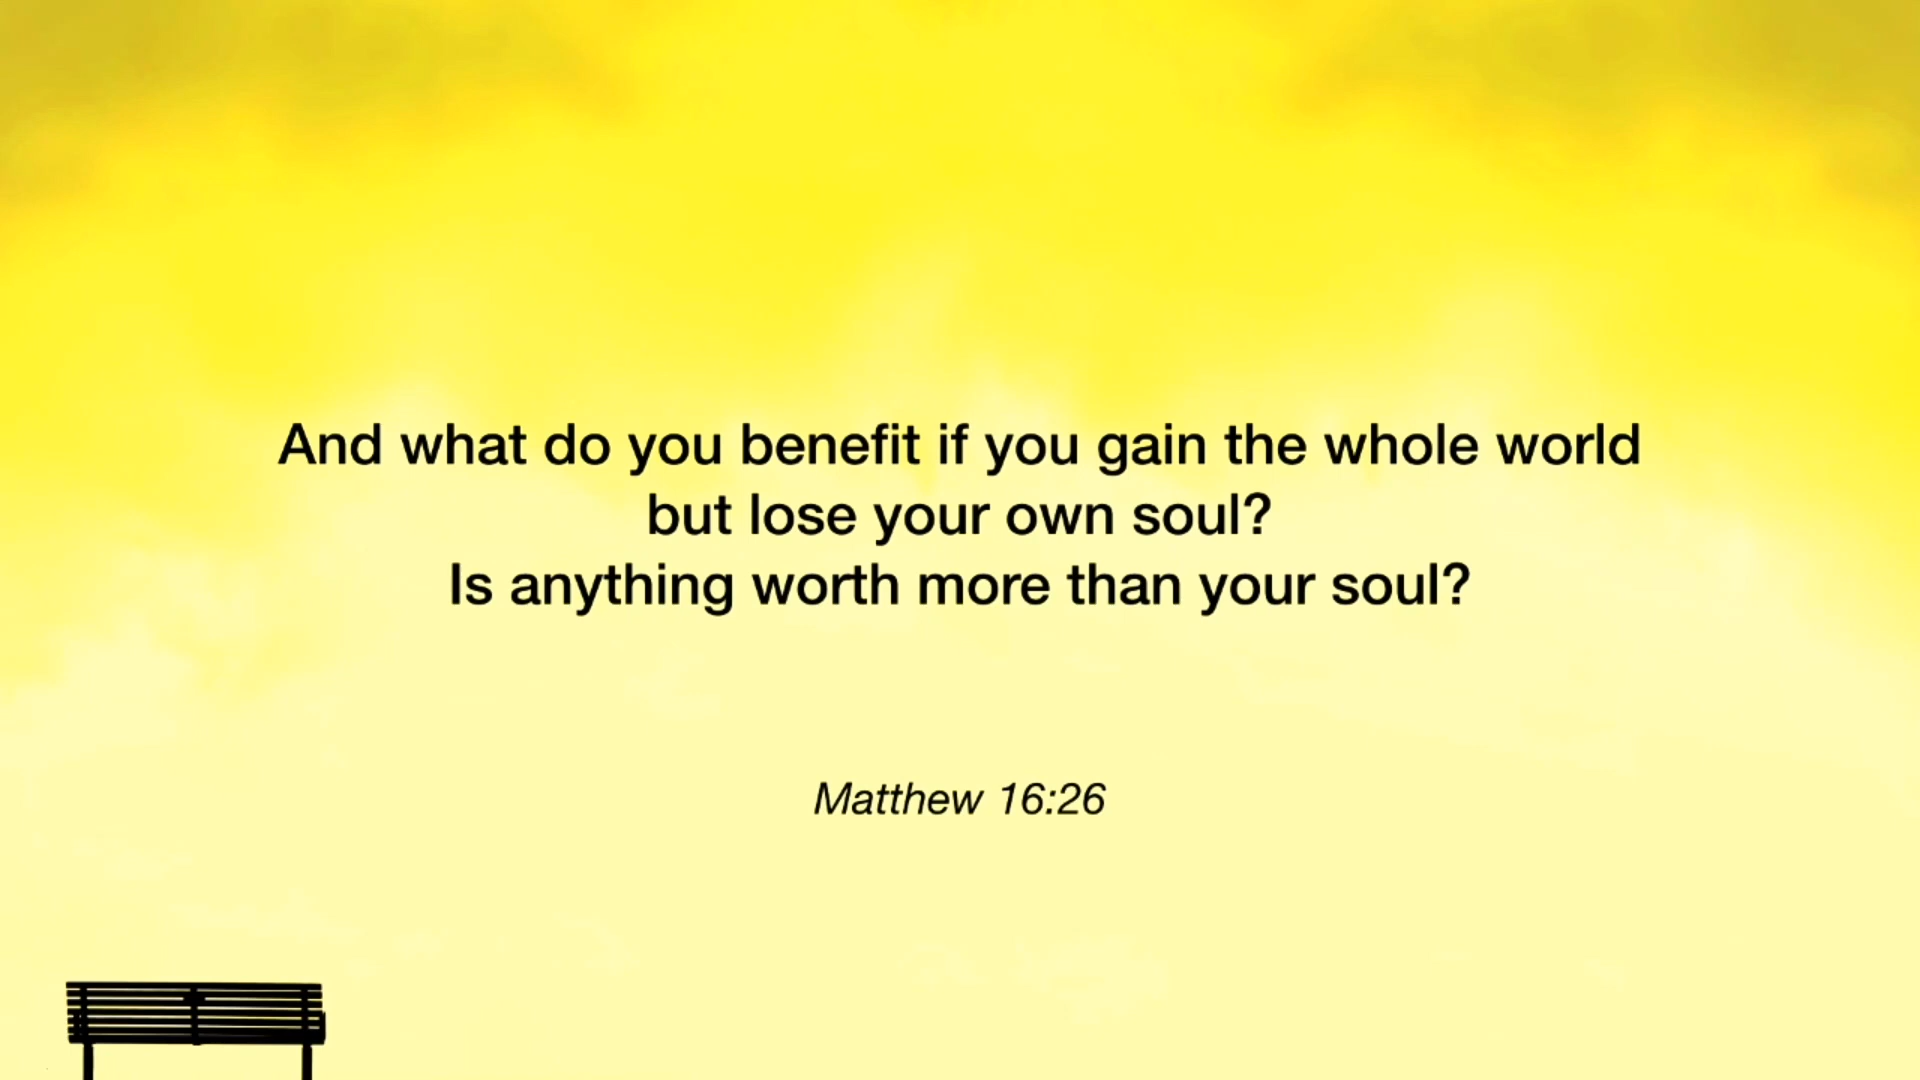 And what do you benefit if you gain the whole world
but lose your own soul?
Is anything worth more than your soul?
Matthew 16:26